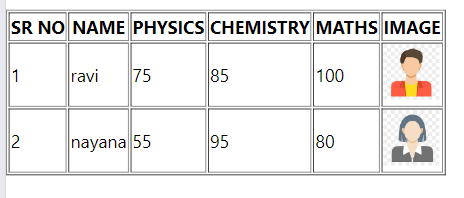 SR NO NAME PHYSICS CHEMISTRY MATHS IMAGE
1 ravi 75 85 100
2 nayana 55 95 80